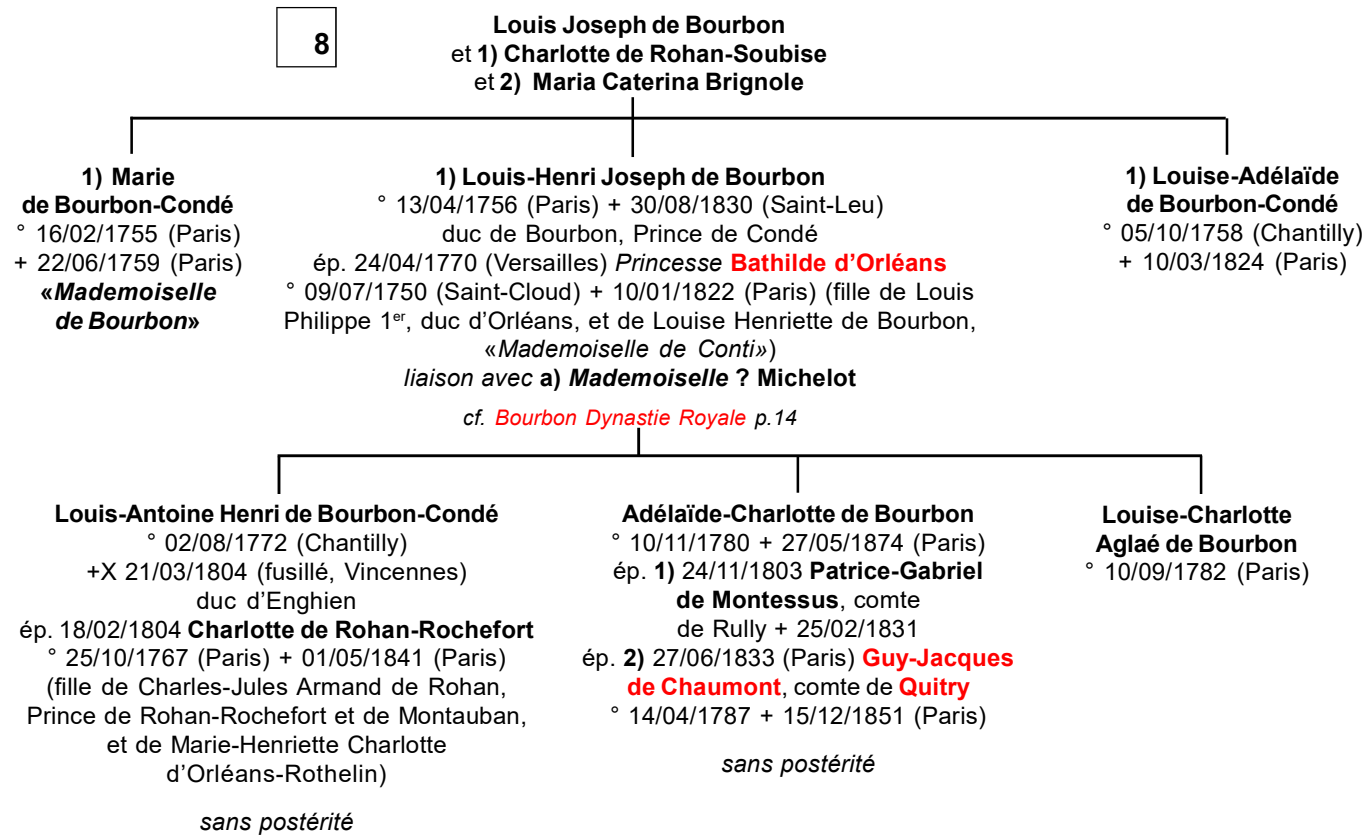 8
Louis Joseph de Bourbon
et 1) Charlotte de Rohan-Soubise
et 2) Maria Caterina Brignole
1) Marie
de Bourbon-Condé
° 16/02/1755 (Paris)
+ 22/06/1759 (Paris)
«Mademoiselle
de Bourbon»
1) Louis-Henri Joseph de Bourbon
° 13/04/1756 (Paris) + 30/08/1830 (Saint-Leu)
duc de Bourbon, Prince de Condé
ép. 24/04/1770 (Versailles) Princesse Bathilde d’Orléans
° 09/07/1750 (Saint-Cloud) + 10/01/1822 (Paris) (fille de Louis
Philippe 1er, duc d’Orléans, et de Louise Henriette de Bourbon,
«Mademoiselle de Conti»)
liaison avec a) Mademoiselle ? Michelot
cf. Bourbon Dynastie Royale p.14
1) Louise-Adélaïde
de Bourbon-Condé
° 05/10/1758 (Chantilly)
+ 10/03/1824 (Paris)
Louis-Antoine Henri de Bourbon-Condé
° 02/08/1772 (Chantilly)
+X 21/03/1804 (fusillé, Vincennes)
duc d’Enghien
ép. 18/02/1804 Charlotte de Rohan-Rochefort
° 25/10/1767 (Paris) + 01/05/1841 (Paris)
(fille de Charles-Jules Armand de Rohan,
Prince de Rohan-Rochefort et de Montauban,
et de Marie-Henriette Charlotte
d’Orléans-Rothelin)
sans postérité
Adélaïde-Charlotte de Bourbon
° 10/11/1780 + 27/05/1874 (Paris)
ép. 1) 24/11/1803 Patrice-Gabriel
de Montessus, comte
de Rully + 25/02/1831
ép. 2) 27/06/1833 (Paris) Guy-Jacques
de Chaumont, comte de Quitry
° 14/04/1787 + 15/12/1851 (Paris)
sans postérité
Louise-Charlotte
Aglaé de Bourbon
° 10/09/1782 (Paris)